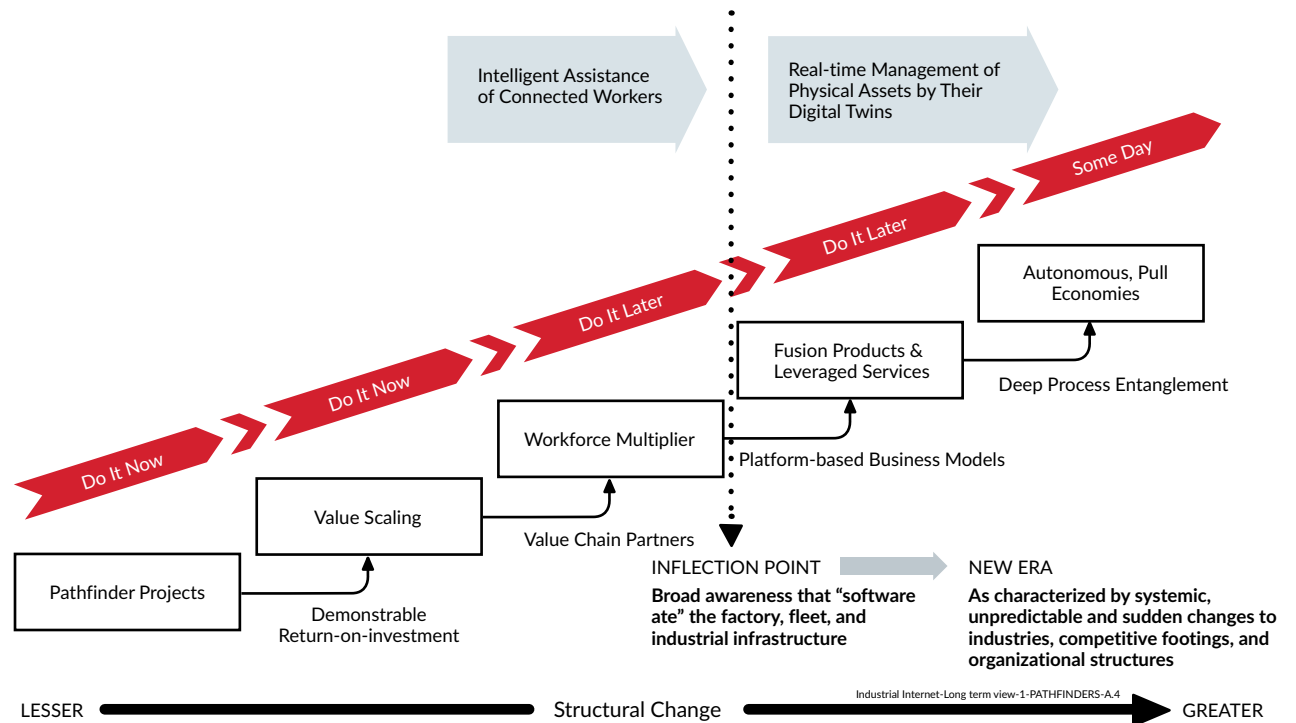 Intelligent Assistance
of Connected Workers
Real-time Management of
Physical Assets by Their
Digital Twins
Some Day
Do It Later
Do It Later
Do It Now
Do It Now
Autonomous, Pull
Economies
Fusion Products &
Leveraged Services
Deep Process Entanglement
Workforce Multiplier
Platform-based Business Models
Value Scaling
Value Chain Partners
Pathfinder Projects
Demonstrable
Return-on-investment
INFLECTION POINT
Broad awareness that “software
ate” the factory, fleet, and
industrial infrastructure
NEW ERA
As characterized by systemic,
unpredictable and sudden changes to
industries, competitive footings, and
organizational structures
Industrial Internet-Long term view-1-PATHFINDERS-A.4
LESSER
Structural Change
GREATER